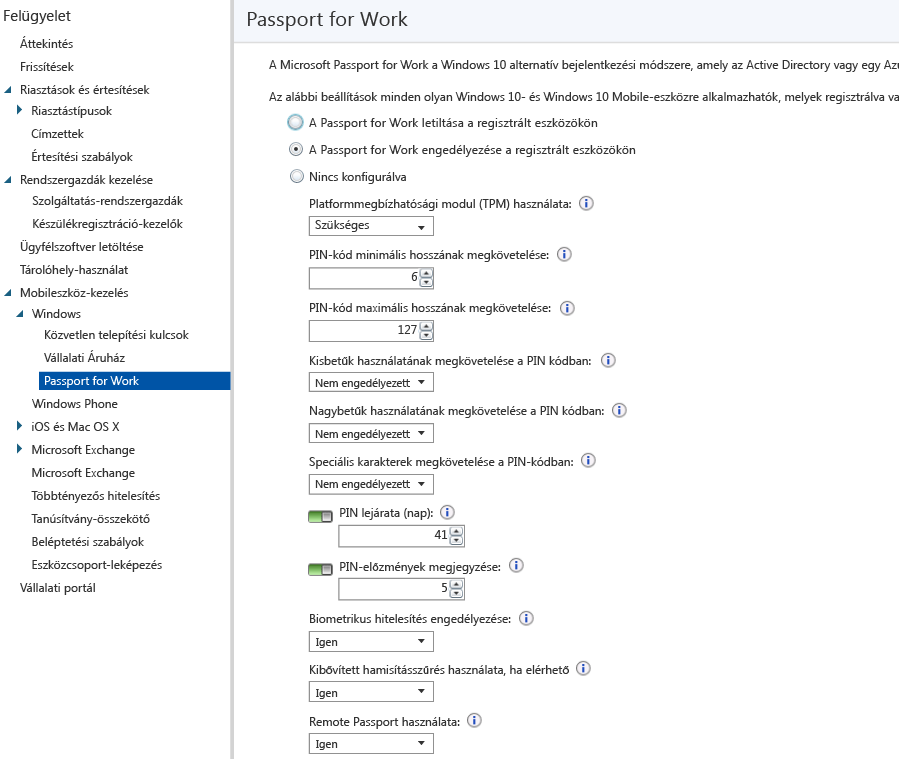 Felügyelet
Áttekintés
Frissítések
Riasztások és értesítések
Riasztástípusok
Címzettek
Értesítési szabályok
Rendszergazdák kezelése
Szolgáltatás-rendszergazdák
Készülékregisztráció-kezelők
Ügyfélszoftver letöltése
Tárolóhely-használat
Mobileszköz-kezelés
Windows
Közvetlen telepítési kulcsok
Vállalati Áruház
Passport for Work
Windows Phone
iOS és Mac OS X
Microsoft Exchange
Microsoft Exchange
Többtényezős hitelesítés
Tanúsítvány-összekötő
Beléptetési szabályok
Eszközcsoport-leképezés
Vállalati portál
Passport for Work
A Microsoft Passport for Work a Windows 10 alternatív bejelentkezési módszere, amely az Active Directory vagy egy Azu
Az alábbi beállítások minden olyan Windows 10- és Windows 10 Mobile-eszközre alkalmazhatók, melyek regisztrálva va
A Passport for Work letiltása a regisztrált eszközökön
A Passport for Work engedélyezése a regisztrált eszközökön
Nincs konfigurálva
Platformmegbízhatósági modul (TPM) használata:
Szükséges
PIN-kód minimális hosszának megkövetelése:
6
PIN-kód maximális hosszának megkövetelése:
127
Kisbetűk használatának megkövetelése a PIN kódban:
Nem engedélyezett
Nagybetűk használatának megkövetelése a PIN kódban:
Nem engedélyezett
Speciális karakterek megkövetelése a PIN-kódban:
Nem engedélyezett
PIN lejárata (nap):
41
PIN-előzmények megjegyzése:
5
Biometrikus hitelesítés engedélyezése:
Igen
Kibővített hamisításszűrés használata, ha elérhető
Igen
Remote Passport használata:
Igen